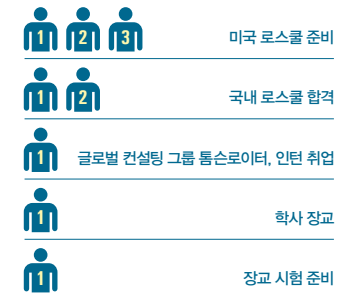 1 2 3 미국 로스쿨 준비
1 2 국내 로스쿨 합격
1 글로벌 컨설팅 그룹 톰슨로이터, 인턴 취업
1 학사 장교
1 장교 시험 준비